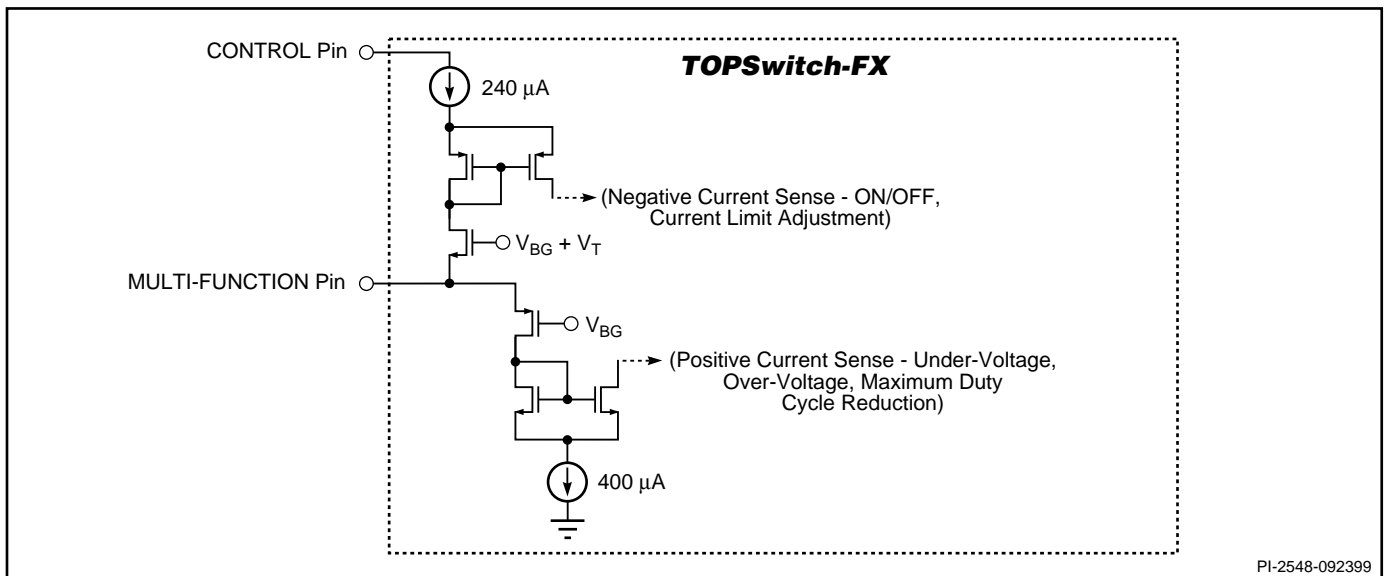 CONTROL Pin
TOPSwitch-FX
240 μA
(Negative Current Sense - ON/OFF,
Current Limit Adjustment)
V_BG + V_T
MULTI-FUNCTION Pin
V_BG
(Positive Current Sense - Under-Voltage,
Over-Voltage, Maximum Duty
Cycle Reduction)
400 μA
PI-2548-092399